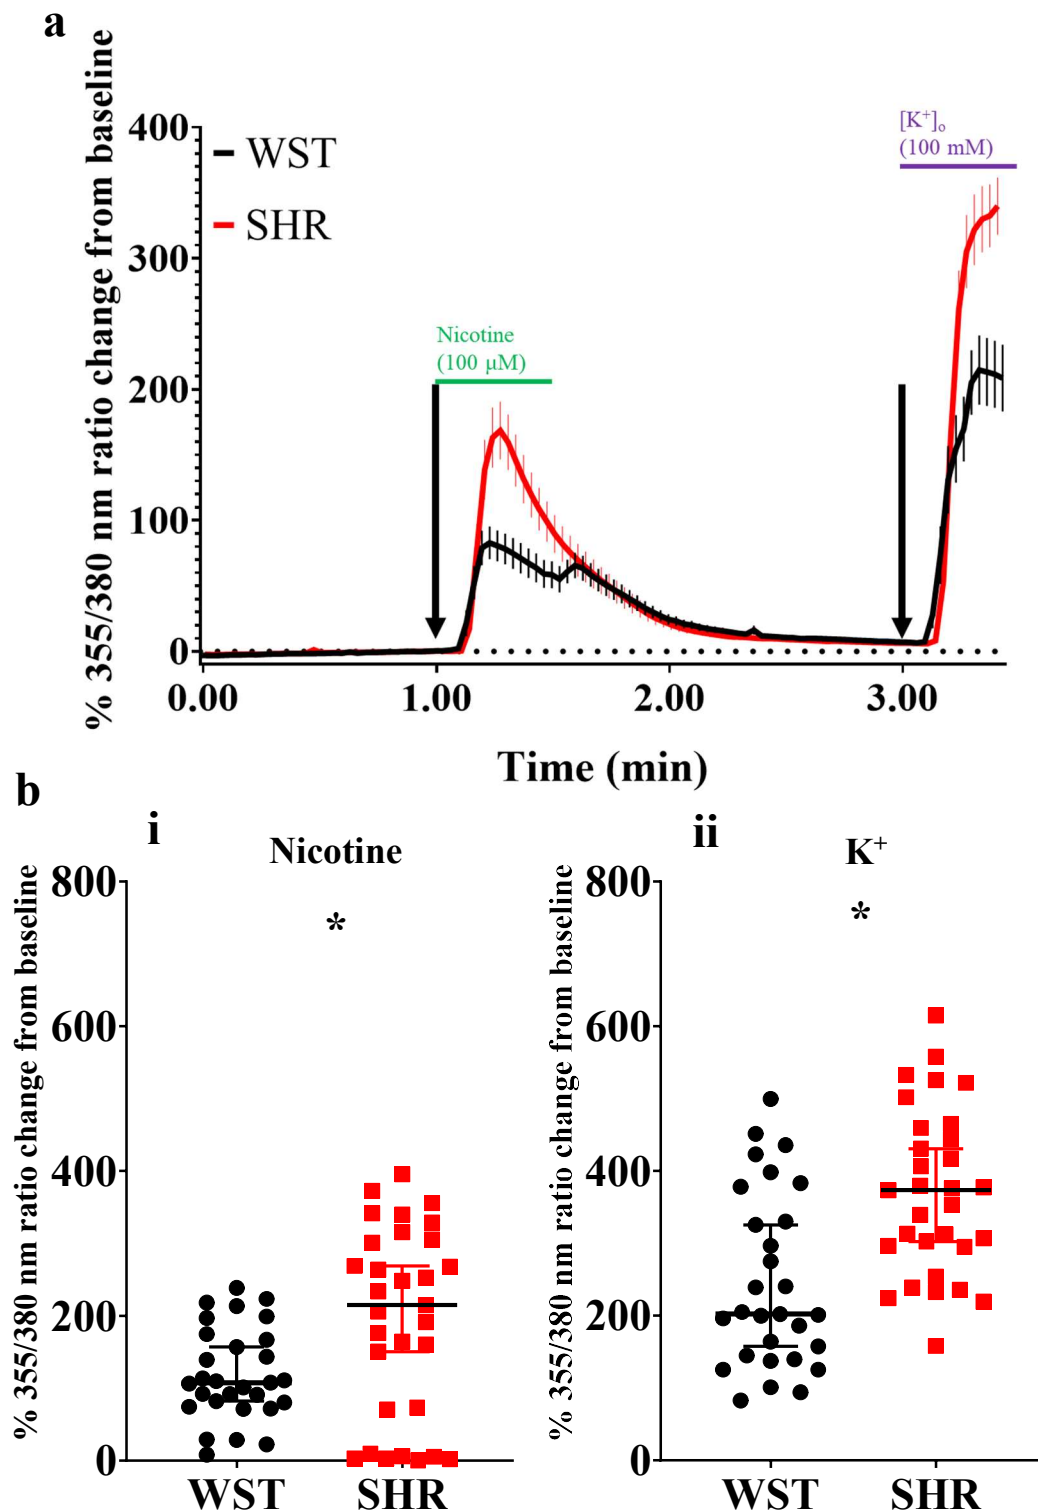 a
% 355/380 nm ratio change from baseline
400
300
200
100
0
WST
SHR
Nicotine
(100 µM)
[K⁺]ₒ
(100 mM)
0.00 1.00 2.00 3.00
Time (min)
b
i
Nicotine
% 355/380 nm ratio change from baseline
800
600
400
200
0
*
WST SHR
ii
K⁺
% 355/380 nm ratio change from baseline
800
600
400
200
0
*
WST SHR